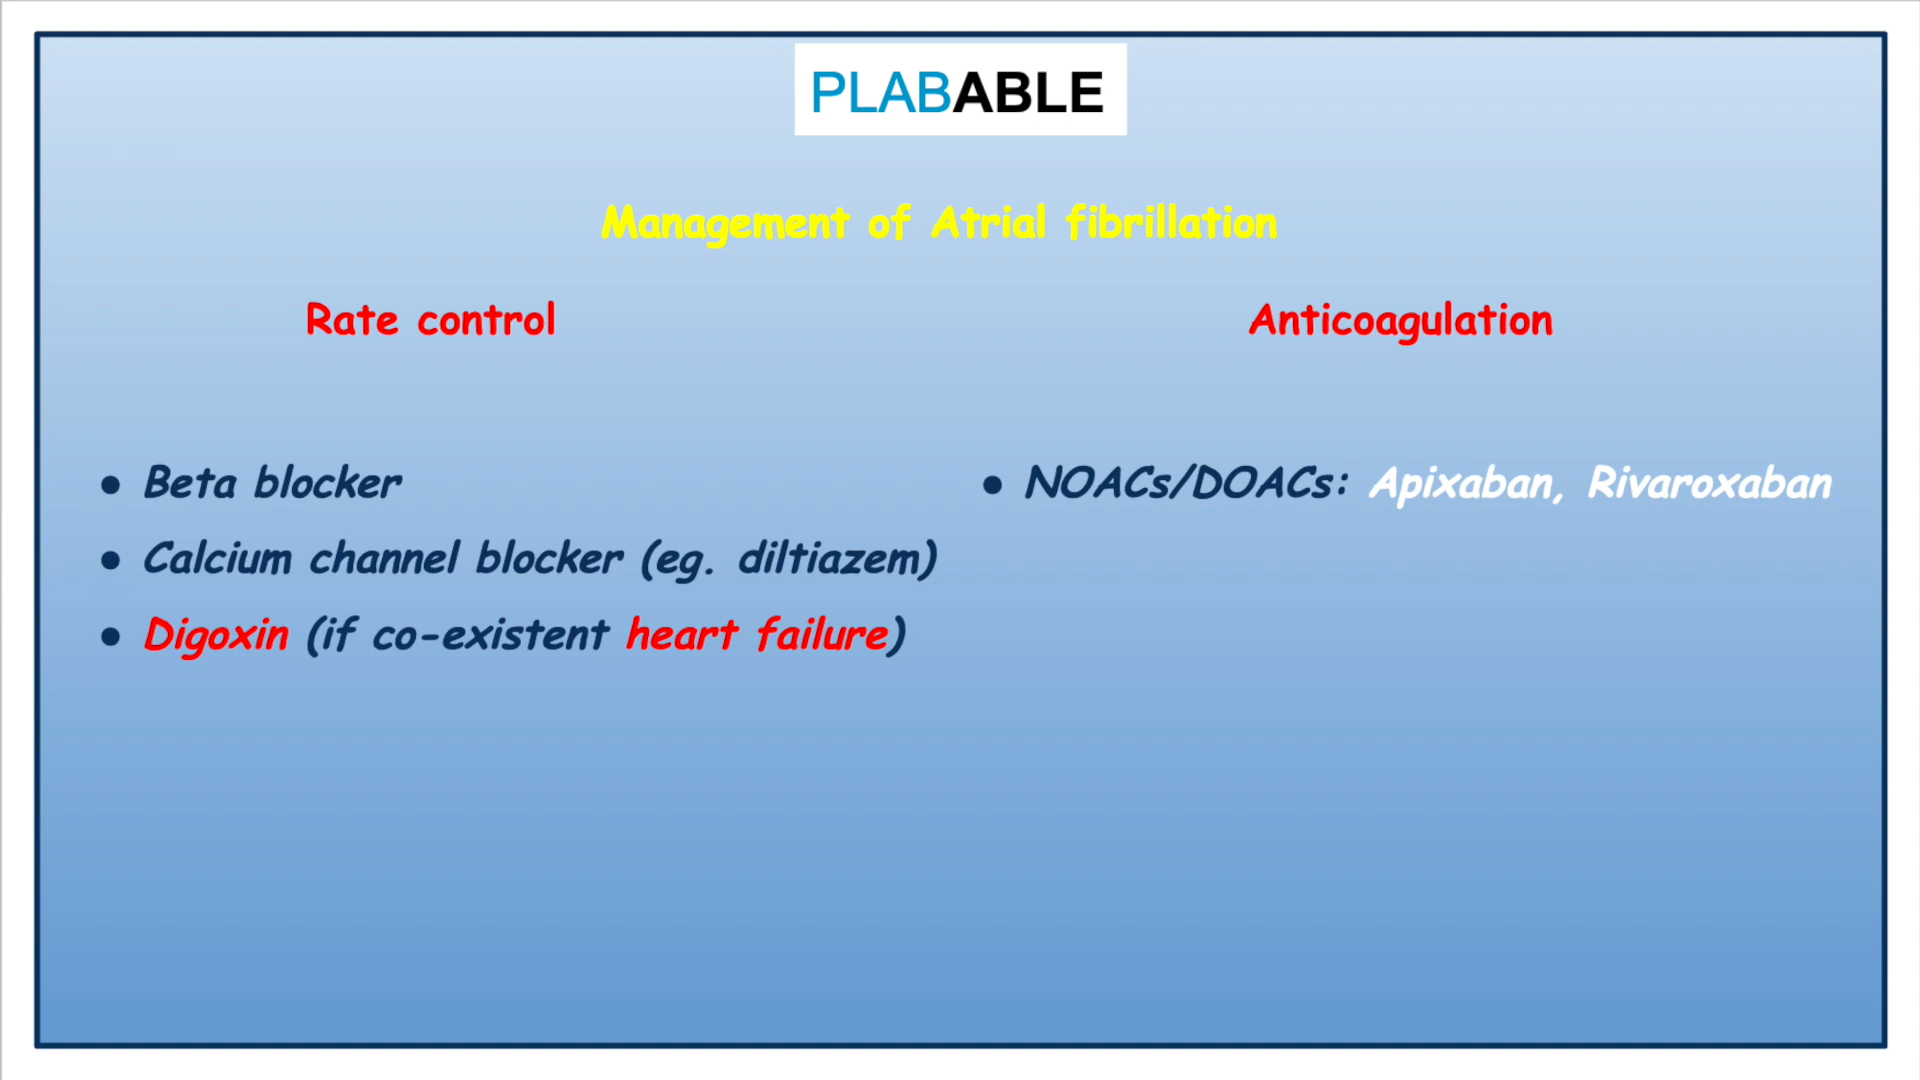 PLABABLE
Management of Atrial fibrillation
Rate control
● Beta blocker
● Calcium channel blocker (eg. diltiazem)
● Digoxin (if co-existent heart failure)
Anticoagulation
● NOACs/DOACs: Apixaban, Rivaroxaban